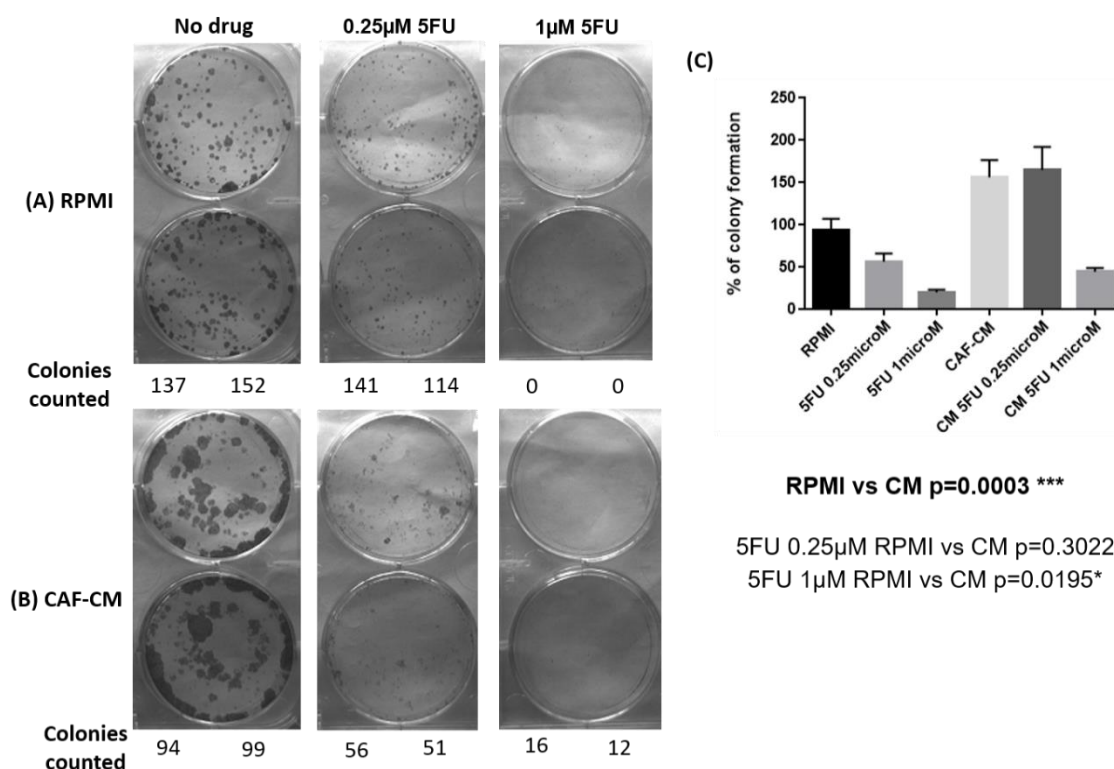 No drug
0.25µM 5FU
1µM 5FU
(A) RPMI
Colonies
counted
137 152 141 114 0 0
(B) CAF-CM
Colonies
counted
94 99 56 51 16 12
(C)
% of colony formation
250
200
150
100
50
0
RPMI
5FU 0.25microM
5FU 1microM
CAF-CM
CM 5FU 0.25microM
CM 5FU 1microM
RPMI vs CM p=0.0003 ***
5FU 0.25µM RPMI vs CM p=0.3022
5FU 1µM RPMI vs CM p=0.0195*